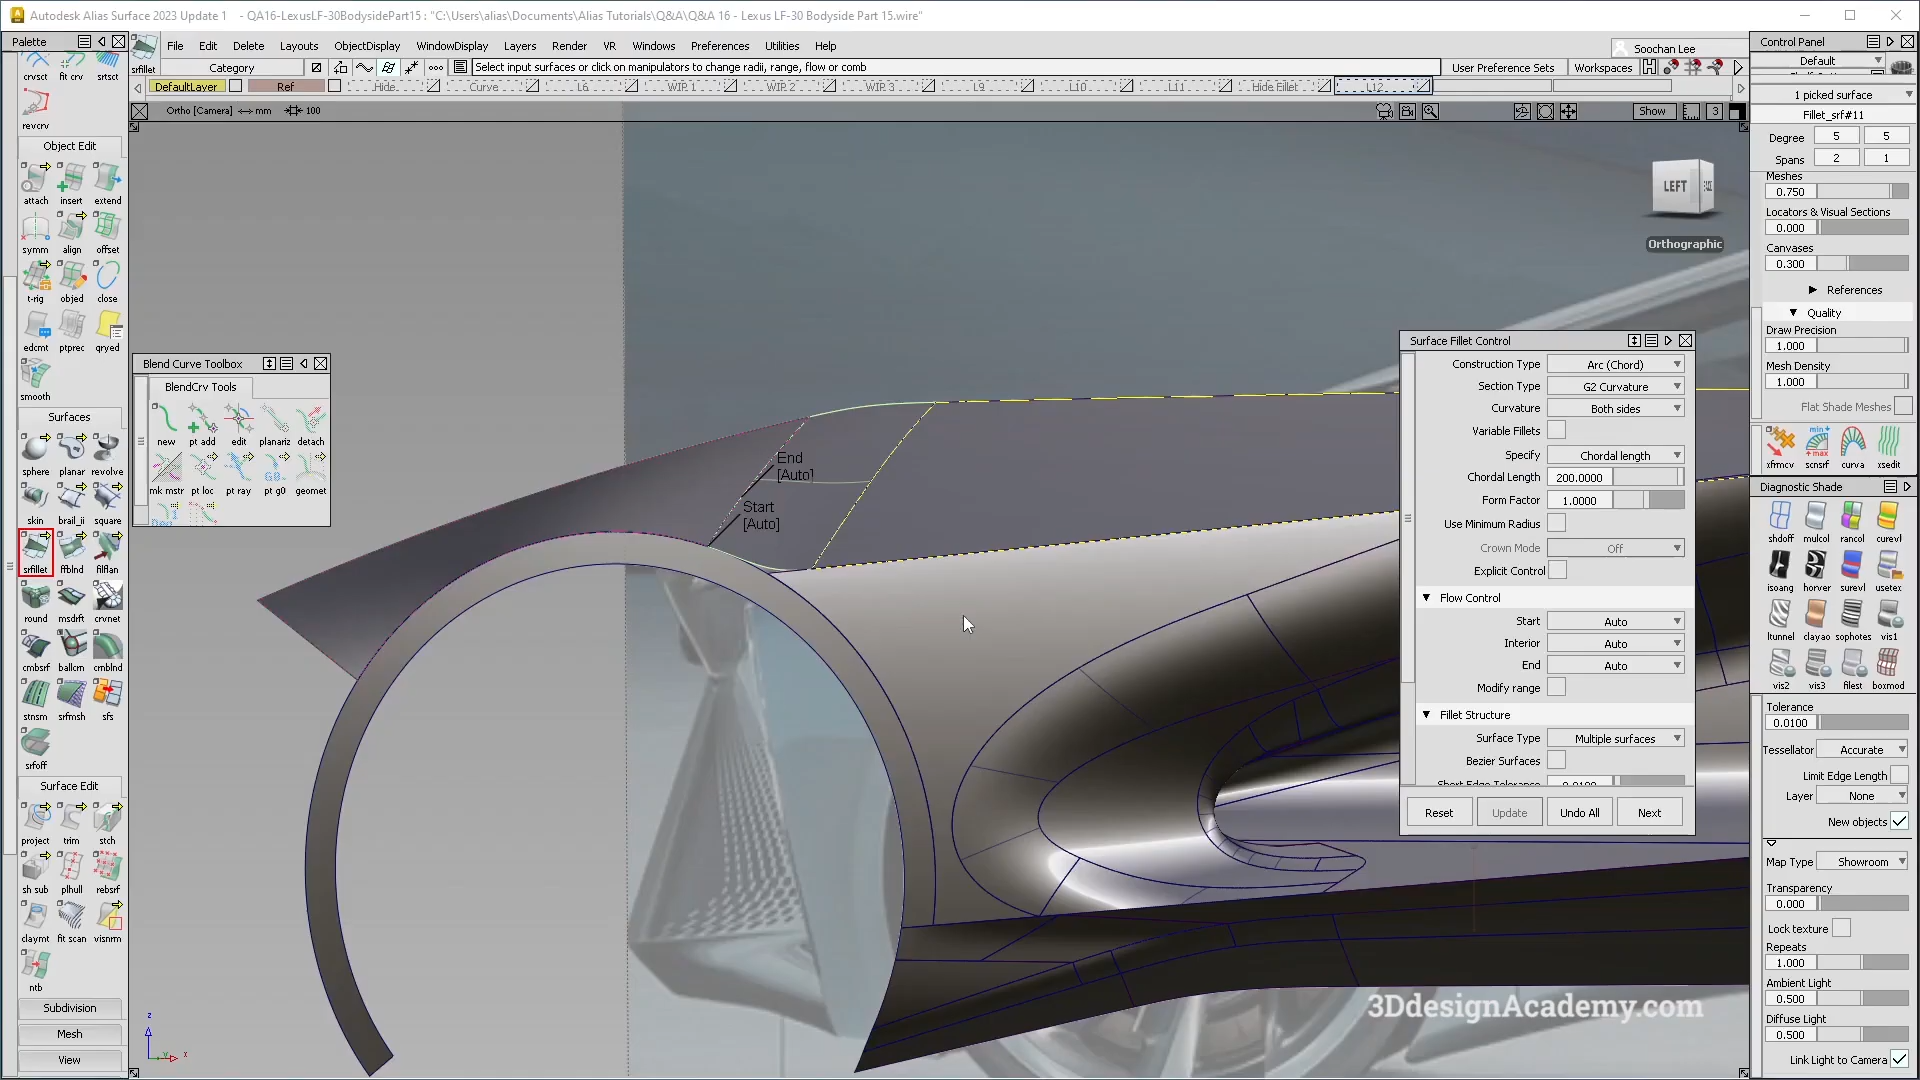 Autodesk Alias Surface 2023 Update 1 - QA16-LexusLF-30BodysidePart15 : "C:\Users\alias\Documents\Alias Tutorials\Q&A\Q&A 16 - Lexus LF-30 Bodyside Part 15.wire"
Palette
File Edit Delete Layouts ObjectDisplay WindowDisplay Layers Render VR Windows Preferences Utilities Help
Soochan Lee
Control Panel
srfillet
Category
Select input surfaces or click on manipulators to change radii, range, flow or comb
User Preference Sets
Workspaces
Default
DefaultLayer Ref Hide Curve L6 WIP 1 WIP 2 WIP 3 L9 L10 L11 Hide Fillet L12
Ortho [Camera] mm 100
Show
3
crvsct fit crv srtsct
revcrv
Object Edit
attach insert extend
symm align offset
t-rig objed close
edcmt ptprec qryed
smooth
Surfaces
sphere planar revolve
skin brail_ii square
srfillet ffblnd filflan
round msdrft crvnet
cmbsrf ballcrn crnblnd
stnsm srfmsh sfs
srfoff
Surface Edit
project trim stch
sh sub plhull rebsrf
claymt fit scan visnrm
ntb
Subdivision
Mesh
View
Blend Curve Toolbox
BlendCrv Tools
new pt add edit planariz detach
mk mstr pt loc pt ray pt g0 geomet
End
[Auto]
Start
[Auto]
LEFT
Orthographic
z
x
Surface Fillet Control
Construction Type Arc (Chord)
Section Type G2 Curvature
Curvature Both sides
Variable Fillets
Specify Chordal length
Chordal Length 200.0000
Form Factor 1.0000
Use Minimum Radius
Crown Mode Off
Explicit Control
Flow Control
Start Auto
Interior Auto
End Auto
Modify range
Fillet Structure
Surface Type Multiple surfaces
Bezier Surfaces
Short Edge Tolerance 0.0100
Reset Update Undo All Next
1 picked surface
Fillet_srf#11
Degree 5 5
Spans 2 1
Meshes
0.750
Locators & Visual Sections
0.000
Canvases
0.300
References
Quality
Draw Precision
1.000
Mesh Density
1.000
Flat Shade Meshes
xfrmcv scnsrf curva xsedit
Diagnostic Shade
shdoff mulcol rancol curevl
isoang horver surevl usetex
ltunnel clayao sophotes vis1
vis2 vis3 filest boxmod
Tolerance
0.0100
Tessellator Accurate
Limit Edge Length
Layer None
New objects
Map Type Showroom
Transparency
0.000
Lock texture
Repeats
1.000
Ambient Light
0.500
Diffuse Light
0.500
Link Light to Camera
3DdesignAcademy.com